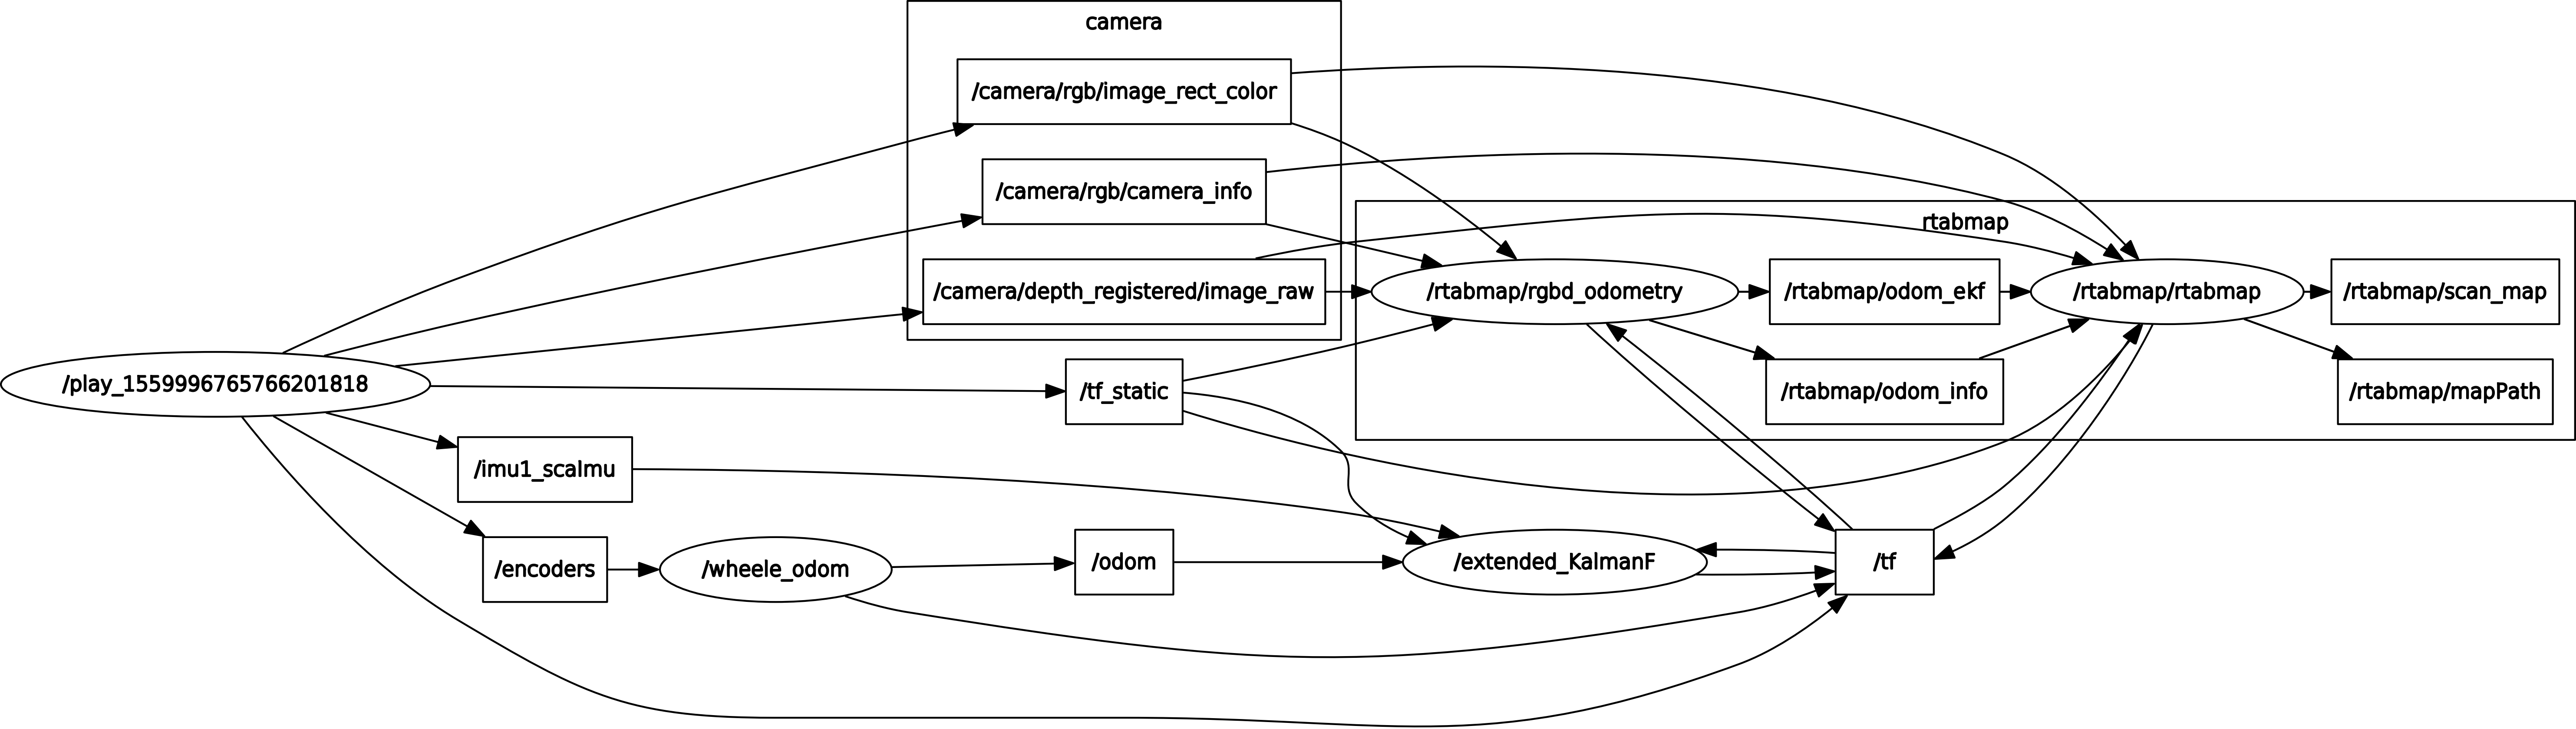 camera
/camera/rgb/image_rect_color
/camera/rgb/camera_info
rtabmap
/camera/depth_registered/image_raw
/rtabmap/rgbd_odometry
/rtabmap/odom_ekf
/rtabmap/rtabmap
/rtabmap/scan_map
/play_1559996765766201818
/tf_static
/rtabmap/odom_info
/rtabmap/mapPath
/imu1_scalmu
/encoders
/wheele_odom
/odom
/extended_KalmanF
/tf